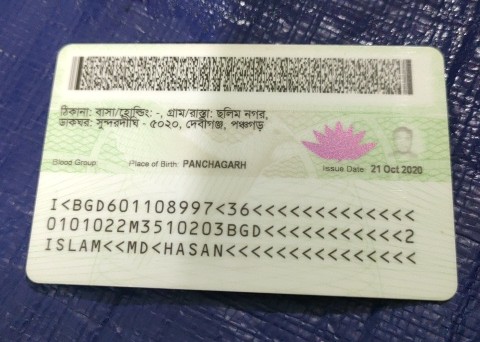 ঠিকানা: বাসা/হোল্ডিং: -, গ্রাম/রাস্তা: ছলিম নগর,
ডাকঘর: সুন্দরদীঘি - ৫০২০, দেবীগঞ্জ, পঞ্চগড়
Blood Group: Place of Birth: PANCHAGARH Issue Date: 21 Oct 2020
I<BGD601108997<36<<<<<<<<<<<<<
0101022M3510203BGD<<<<<<<<<<<2
ISLAM<<MD<HASAN<<<<<<<<<<<<<<<